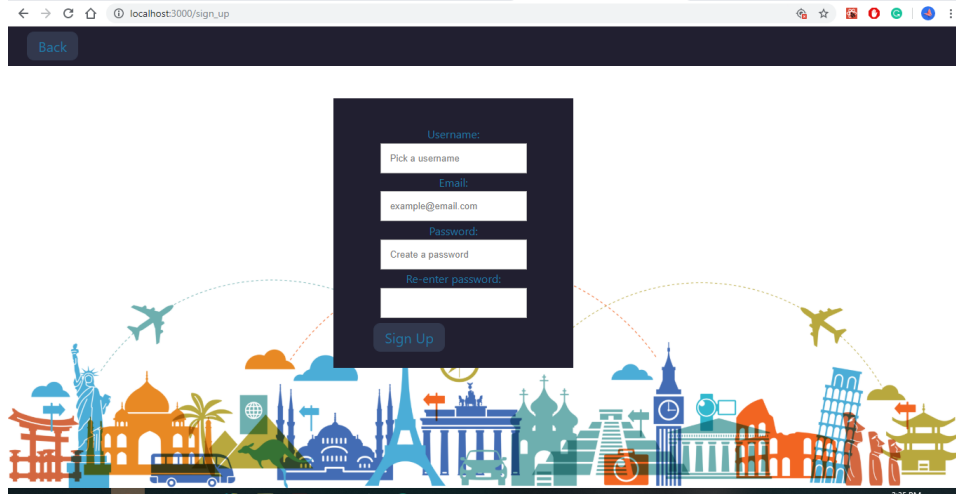 localhost:3000/sign_up
Back
Username:
Pick a username
Email:
example@email.com
Password:
Create a password
Re-enter password:
Sign Up